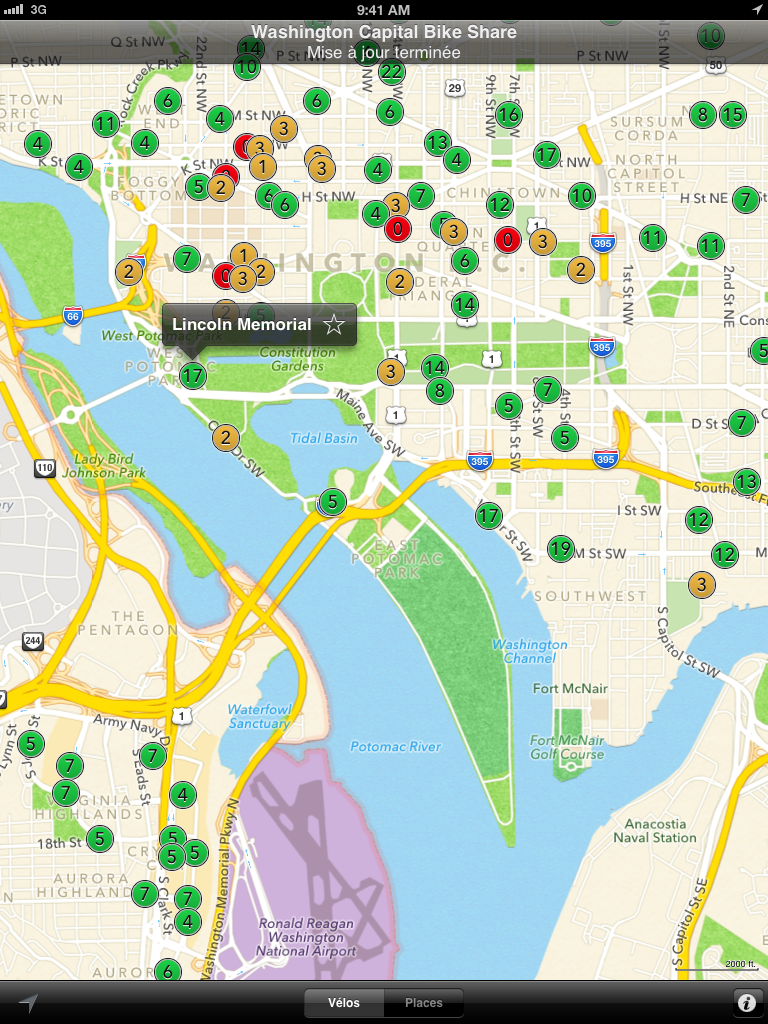 3G
9:41 AM
Washington Capital Bike Share
Mise à jour terminée
Q St NW
22nd St NW
14
10
10
P St NW
P St NW
50
22
29
9th St NW
7th St NW
Rock Creek Pkwy
6
6
6
16
8
15
11
4
M St NW
3
SURSUM
CORDA
4
4
13
4
17
NORTH
CAPITOL
STREET
K St NW
4
3
1
3
4
FOGGY
BOTTOM
5
2
6
6
H St NW
7
CHINATOWN
10
12
H St NE
7
4
3
0
3
0
3
1
395
11
11
WASHINGTON D.C.
7
1
2
3
2
6
2
2
FEDERAL
TRIANGLE
14
1st St NW
2nd St NE
66
2
5
Lincoln Memorial
West Potomac Park
WEST
POTOMAC
PARK
Constitution
Gardens
17
3
14
8
1
1
395
5
7
5
4th St SW
Maine Ave SW
1
2
Tidal Basin
D St SW
7
110
Lady Bird
Johnson Park
395
395
13
5
17
I St SW
12
EAST
POTOMAC
PARK
19
M St SW
12
3
SOUTHWEST
THE
PENTAGON
244
Washington
Channel
S Capitol St SW
Fort McNair
Waterfowl
Sanctuary
1
Army Navy D
Potomac River
Fort McNair
Golf Course
5
7
7
S Eads St
7
4
VIRGINIA
HIGHLANDS
18th St
5
5
5
5
Anacostia
Naval Station
AURORA
HIGHLANDS
7
S Clark St
7
4
Washington Memorial Pkwy N
Ronald Reagan
Washington
National Airport
S Capitol St SE
6
2000 ft.
Vélos
Places